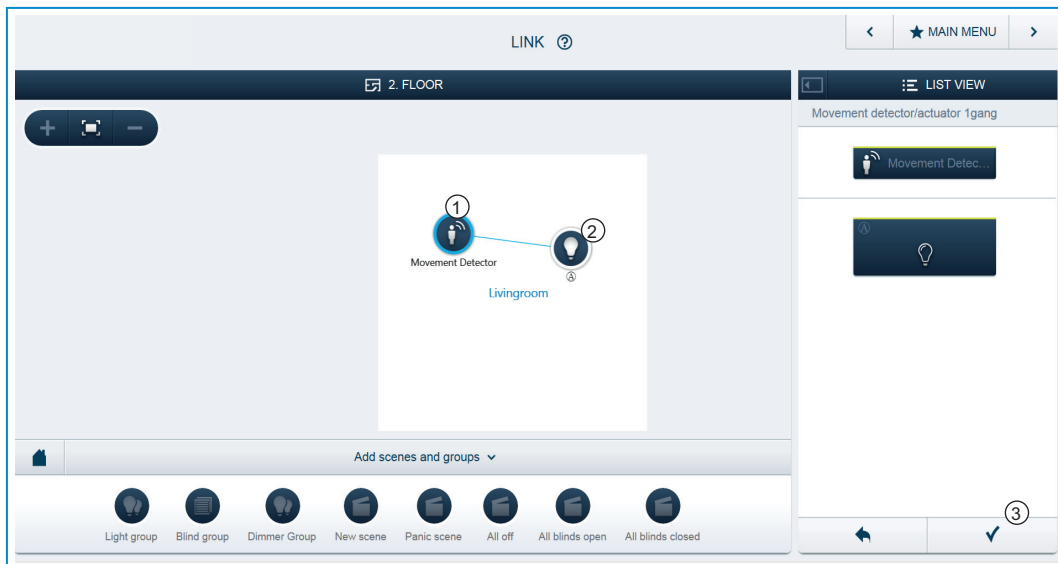 LINK ?
MAIN MENU
2. FLOOR
LIST VIEW
Movement detector/actuator 1gang
Movement Detec...
A
1
2
Movement Detector
A
Livingroom
Add scenes and groups
Light group
Blind group
Dimmer Group
New scene
Panic scene
All off
All blinds open
All blinds closed
3